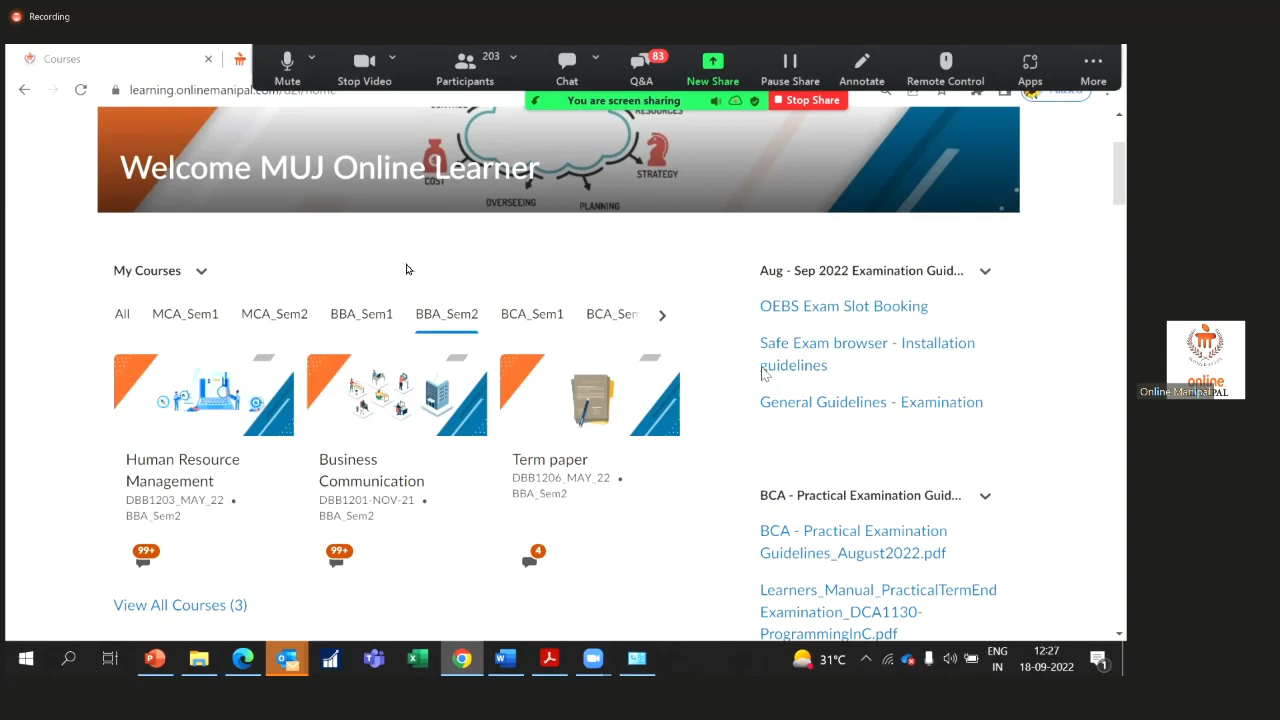 Recording
Courses
203
83
Mute
Stop Video
Participants
Chat
Q&A
New Share
Pause Share
Annotate
Remote Control
Apps
More
learning.onlinemanipal.com/d2l/home
You are screen sharing
Stop Share
RESOURCES
Welcome MUJ Online Learner
COST
STRATEGY
OVERSEEING
PLANNING
My Courses
All
MCA_Sem1
MCA_Sem2
BBA_Sem1
BBA_Sem2
BCA_Sem1
BCA_Sem
Human Resource
Management
DBB1203_MAY_22 •
BBA_Sem2
99+
Business
Communication
DBB1201-NOV-21 •
BBA_Sem2
99+
Term paper
DBB1206_MAY_22 •
BBA_Sem2
4
View All Courses (3)
Aug - Sep 2022 Examination Guid...
OEBS Exam Slot Booking
Safe Exam browser - Installation
guidelines
General Guidelines - Examination
BCA - Practical Examination Guid...
BCA - Practical Examination
Guidelines_August2022.pdf
Learners_Manual_PracticalTermEnd
Examination_DCA1130-
ProgrammingInC.pdf
online
Online Manipal
31°C
ENG
IN
12:27
18-09-2022
1